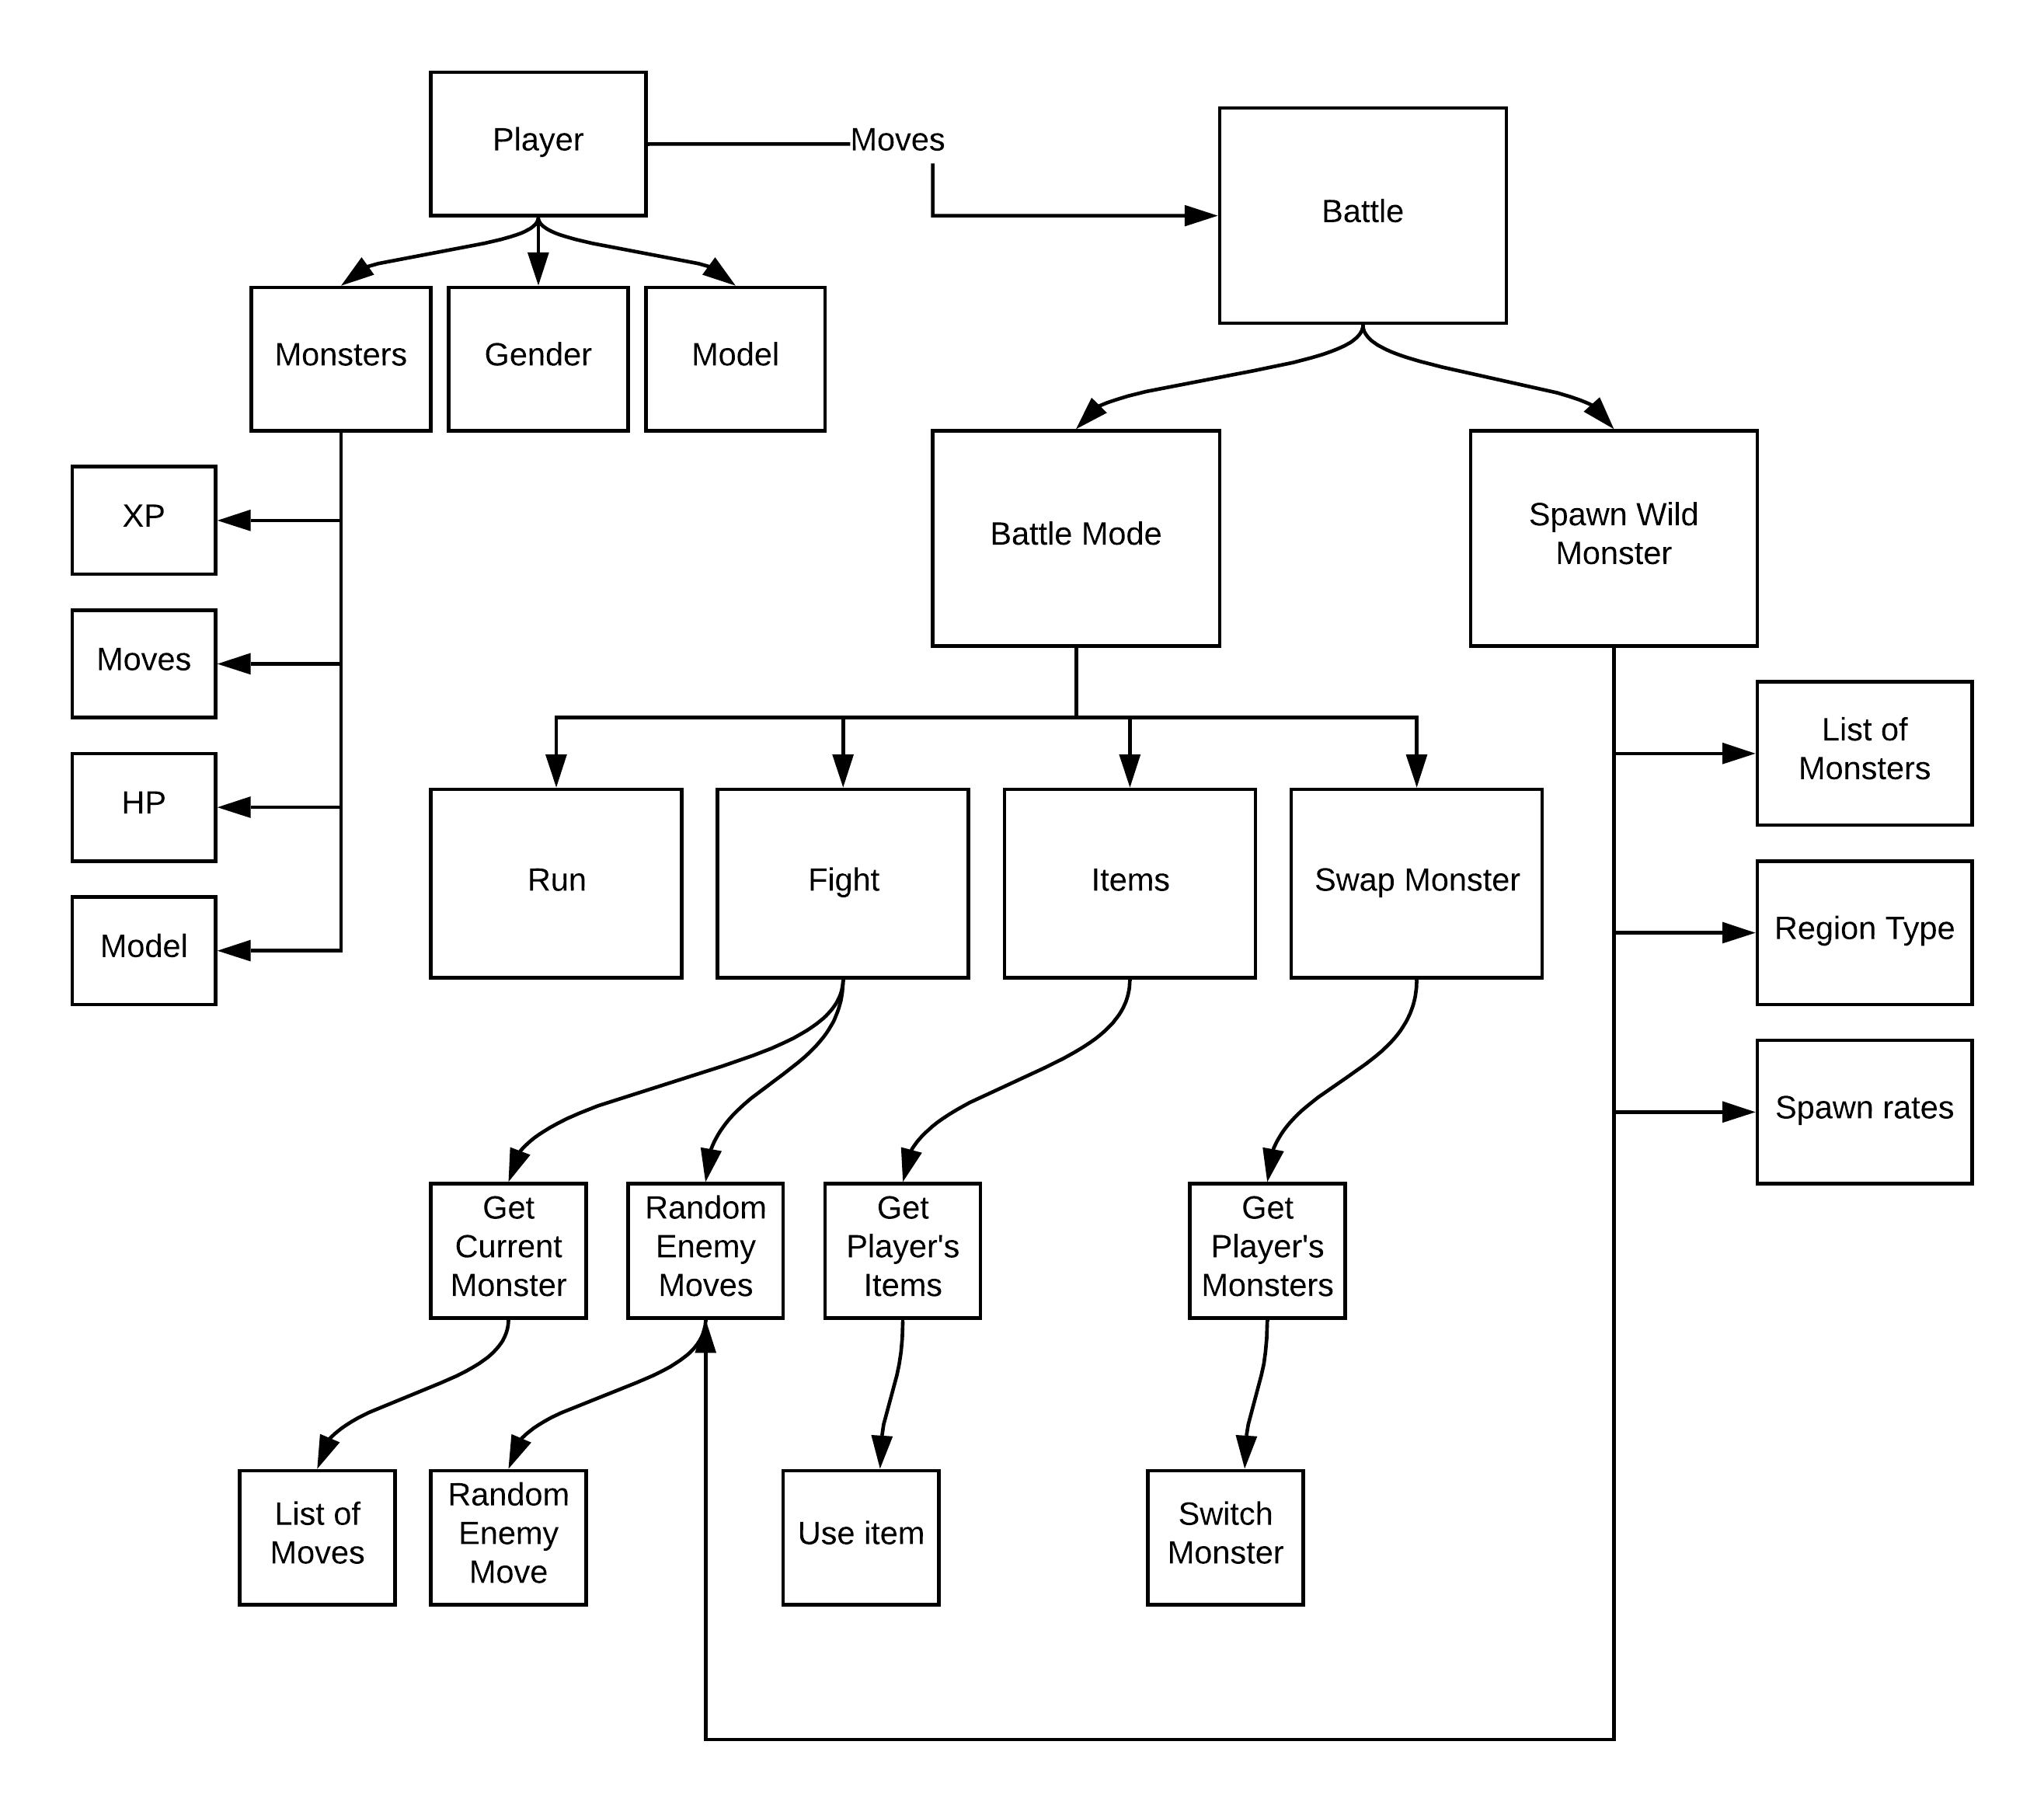 Player
Moves
Battle
Monsters
Gender
Model
XP
Moves
HP
Model
Battle Mode
Spawn Wild
Monster
List of
Monsters
Region Type
Spawn rates
Run
Fight
Items
Swap Monster
Get
Current
Monster
Random
Enemy
Moves
Get
Player's
Items
Get
Player's
Monsters
List of
Moves
Random
Enemy
Move
Use item
Switch
Monster